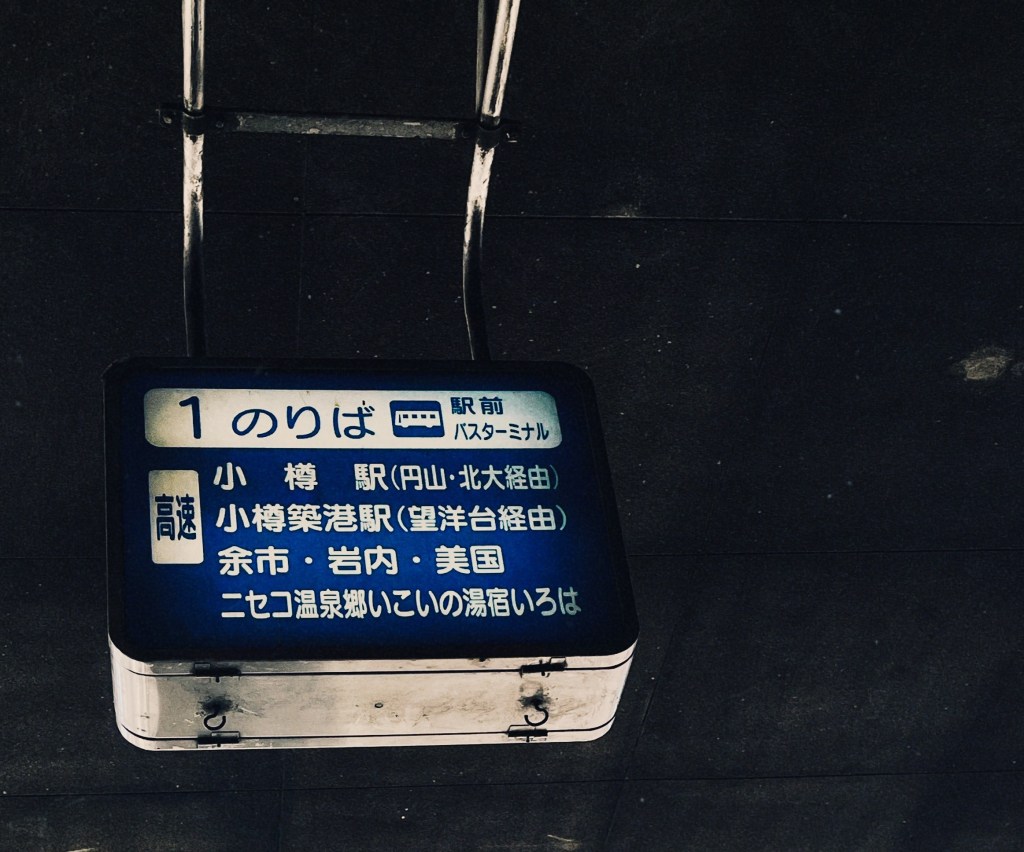 1 のりば 駅前
バスターミナル
高速
小樽駅(円山・北大経由)
小樽築港駅(望洋台経由)
余市・岩内・美国
ニセコ温泉郷いこいの湯宿いろは